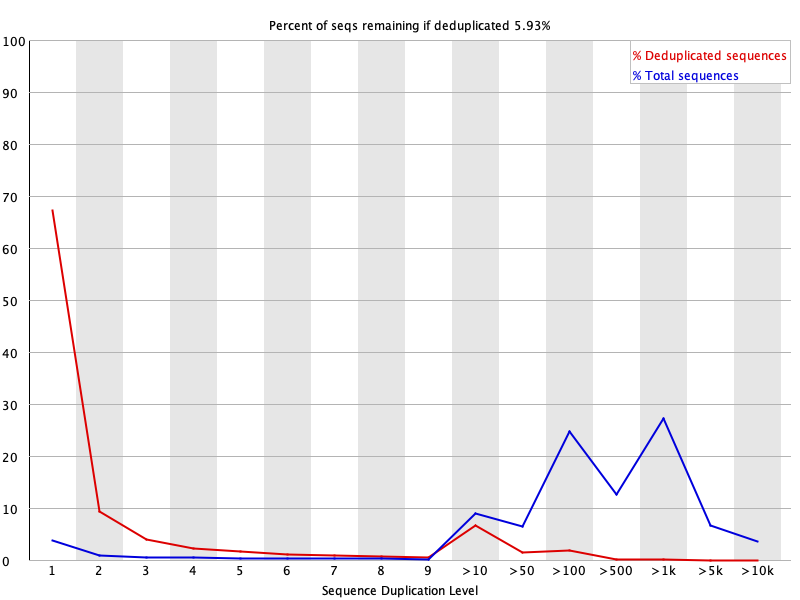 Percent of seqs remaining if deduplicated 5.93%
% Deduplicated sequences
% Total sequences
100
90
80
70
60
50
40
30
20
10
0
1 2 3 4 5 6 7 8 9 >10 >50 >100 >500 >1k >5k >10k
Sequence Duplication Level